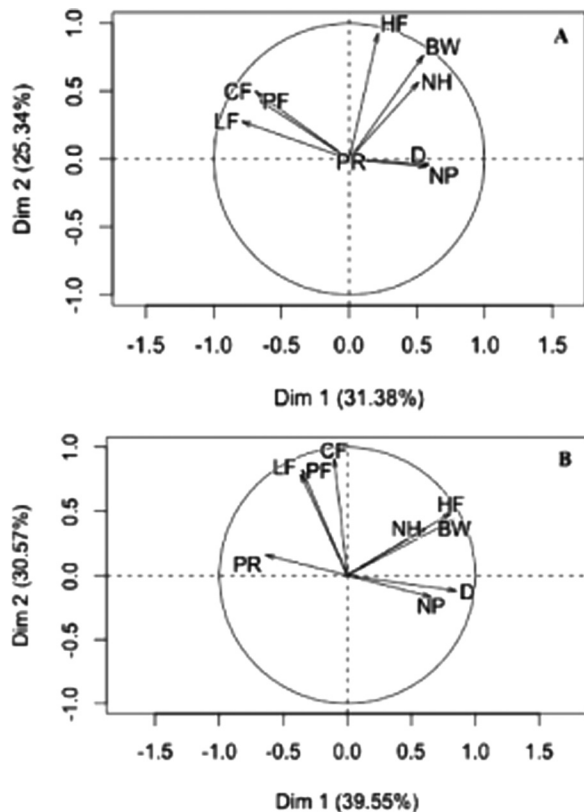 A
HF
BW
NH
CF
PF
LF
PR
D
NP
1.0
0.5
0.0
-0.5
-1.0
Dim 2 (25.34%)
-1.5 -1.0 -0.5 0.0 0.5 1.0 1.5
Dim 1 (31.38%)
B
CF
LF
PF
HF
NH
BW
PR
D
NP
1.0
0.5
0.0
-0.5
-1.0
Dim 2 (30.57%)
-1.5 -1.0 -0.5 0.0 0.5 1.0 1.5
Dim 1 (39.55%)